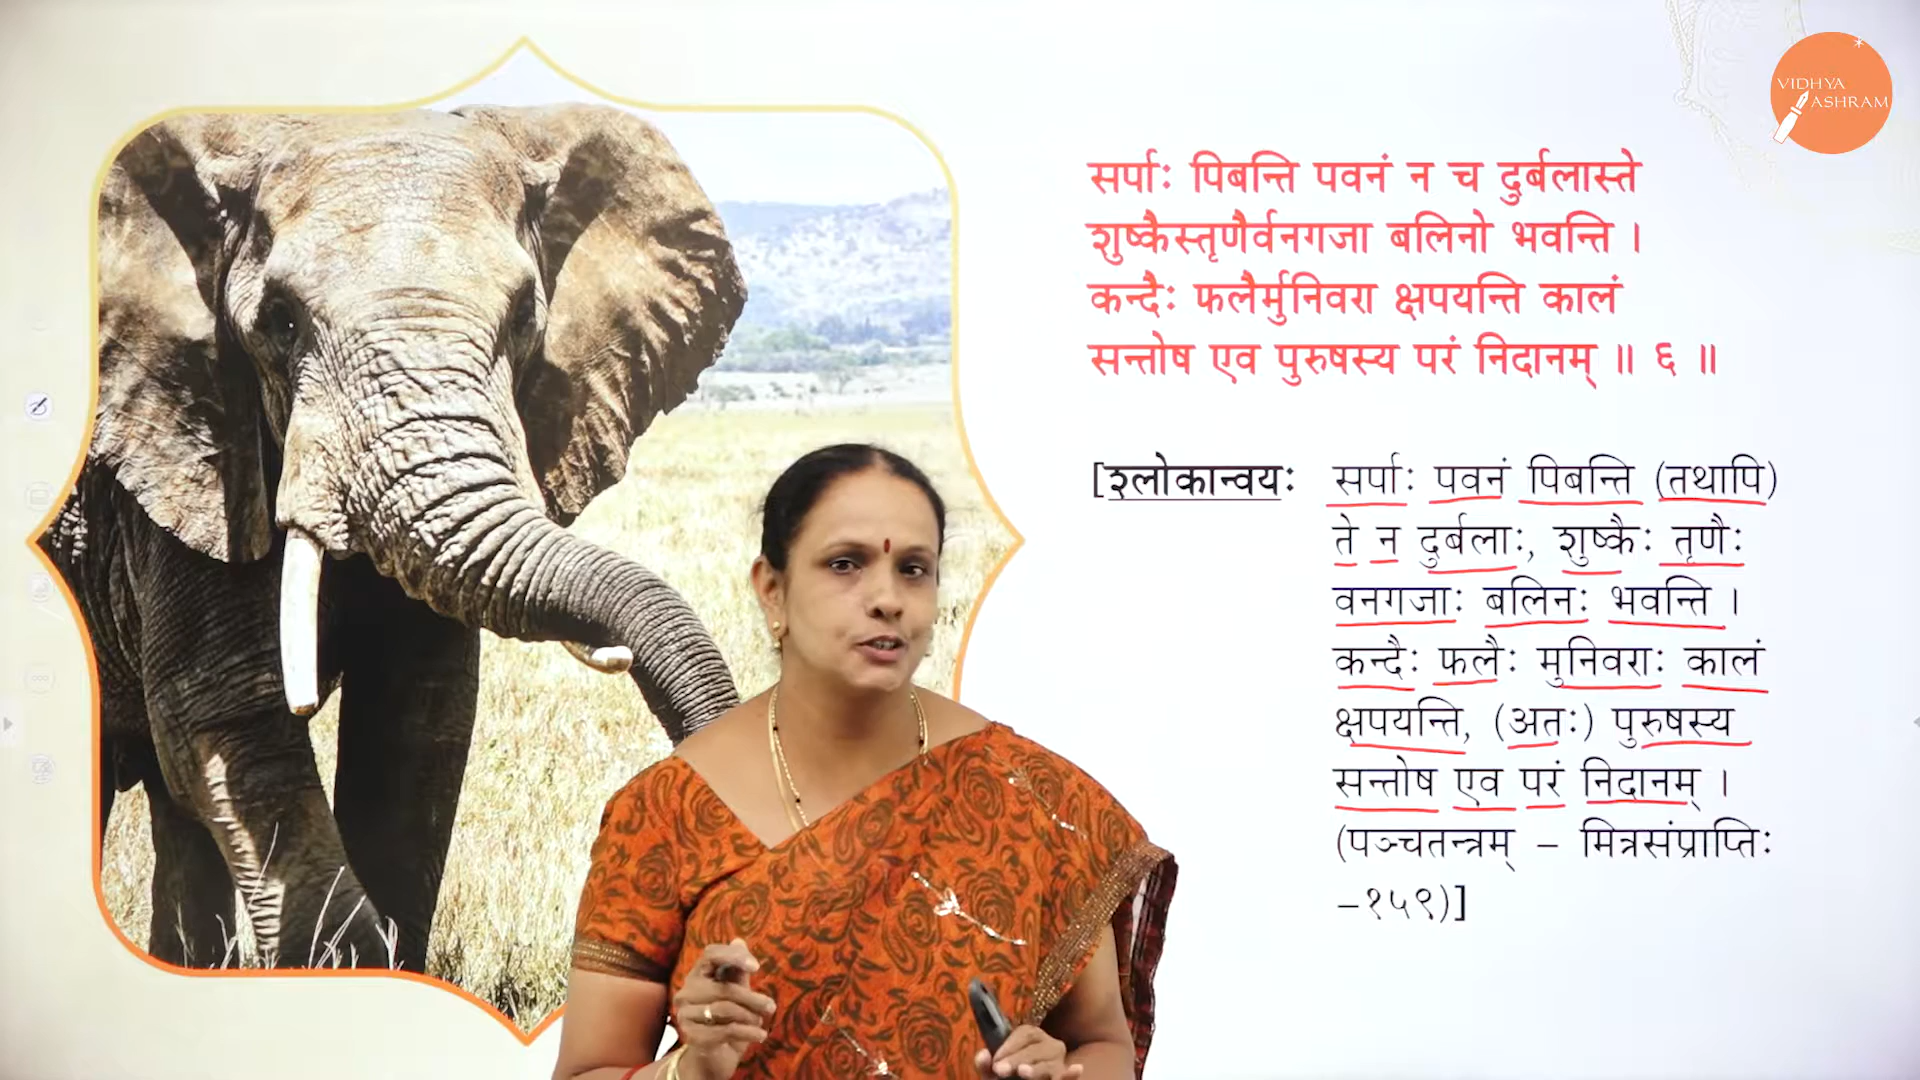 VIDHYA
ASHRAM
सर्पाः पिबन्ति पवनं न च दुर्बलास्ते
शुष्कैस्तृणैर्वनगजा बलिनो भवन्ति ।
कन्दैः फलैर्मुनिवरा क्षपयन्ति कालं
सन्तोष एव पुरुषस्य परं निदानम् ॥ ६ ॥
[श्लोकान्वयः सर्पाः पवनं पिबन्ति (तथापि)
ते न दुर्बलाः, शुष्कैः तृणैः
वनगजाः बलिनः भवन्ति ।
कन्दैः फलैः मुनिवराः कालं
क्षपयन्ति, (अतः) पुरुषस्य
सन्तोष एव परं निदानम् ।
(पञ्चतन्त्रम् – मित्रसंप्राप्तिः
–१५९)]